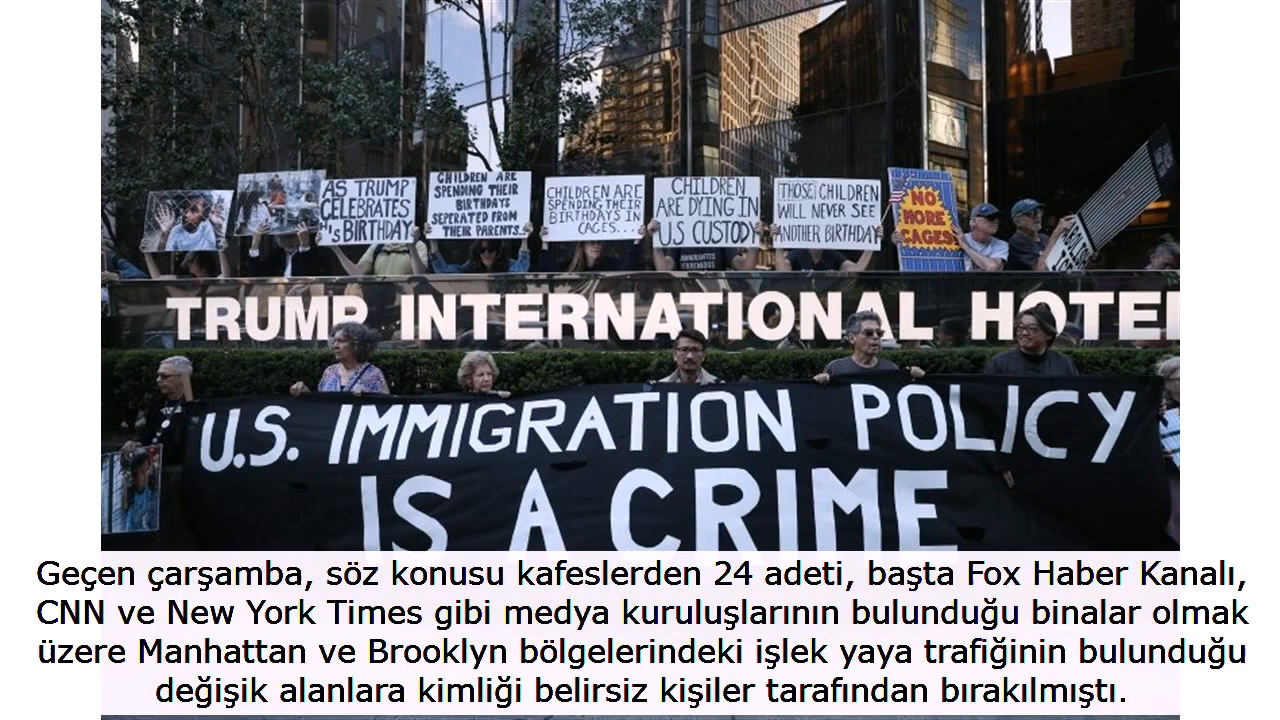 AS TRUMP
CELEBRATES
H's BIRTHDAY
CHILDREN ARE
SPENDING THEIR
BIRTHDAYS
SEPERATED FROM
THEIR PARENTS..
CHILDREN ARE
SPENDING THEIR
BIRTHDAYS IN
CAGES...
CHILDREN
ARE DYING IN
US CUSTODY
THOSE CHILDREN
WILL NEVER SEE
ANOTHER BIRTHDAY
NO
MORE
CAGES
TRUMP INTERNATIONAL HOTEL
U.S. IMMIGRATION POLICY
IS A CRIME
Geçen çarşamba, söz konusu kafeslerden 24 adeti, başta Fox Haber Kanalı,
CNN ve New York Times gibi medya kuruluşlarının bulunduğu binalar olmak
üzere Manhattan ve Brooklyn bölgelerindeki işlek yaya trafiğinin bulunduğu
değişik alanlara kimliği belirsiz kişiler tarafından bırakılmıştı.